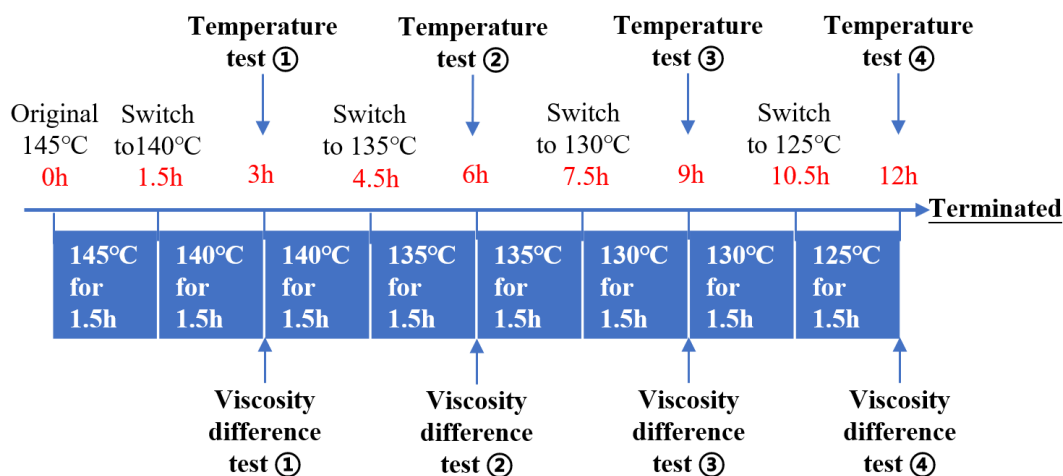 Temperature
test ①
Temperature
test ②
Temperature
test ③
Temperature
test ④
Original
145℃
Switch
to140℃
Switch
to 135℃
Switch
to 130℃
Switch
to 125℃
0h
1.5h
3h
4.5h
6h
7.5h
9h
10.5h
12h
Terminated
145℃
for
1.5h
140℃
for
1.5h
140℃
for
1.5h
135℃
for
1.5h
135℃
for
1.5h
130℃
for
1.5h
130℃
for
1.5h
125℃
for
1.5h
Viscosity
difference
test ①
Viscosity
difference
test ②
Viscosity
difference
test ③
Viscosity
difference
test ④